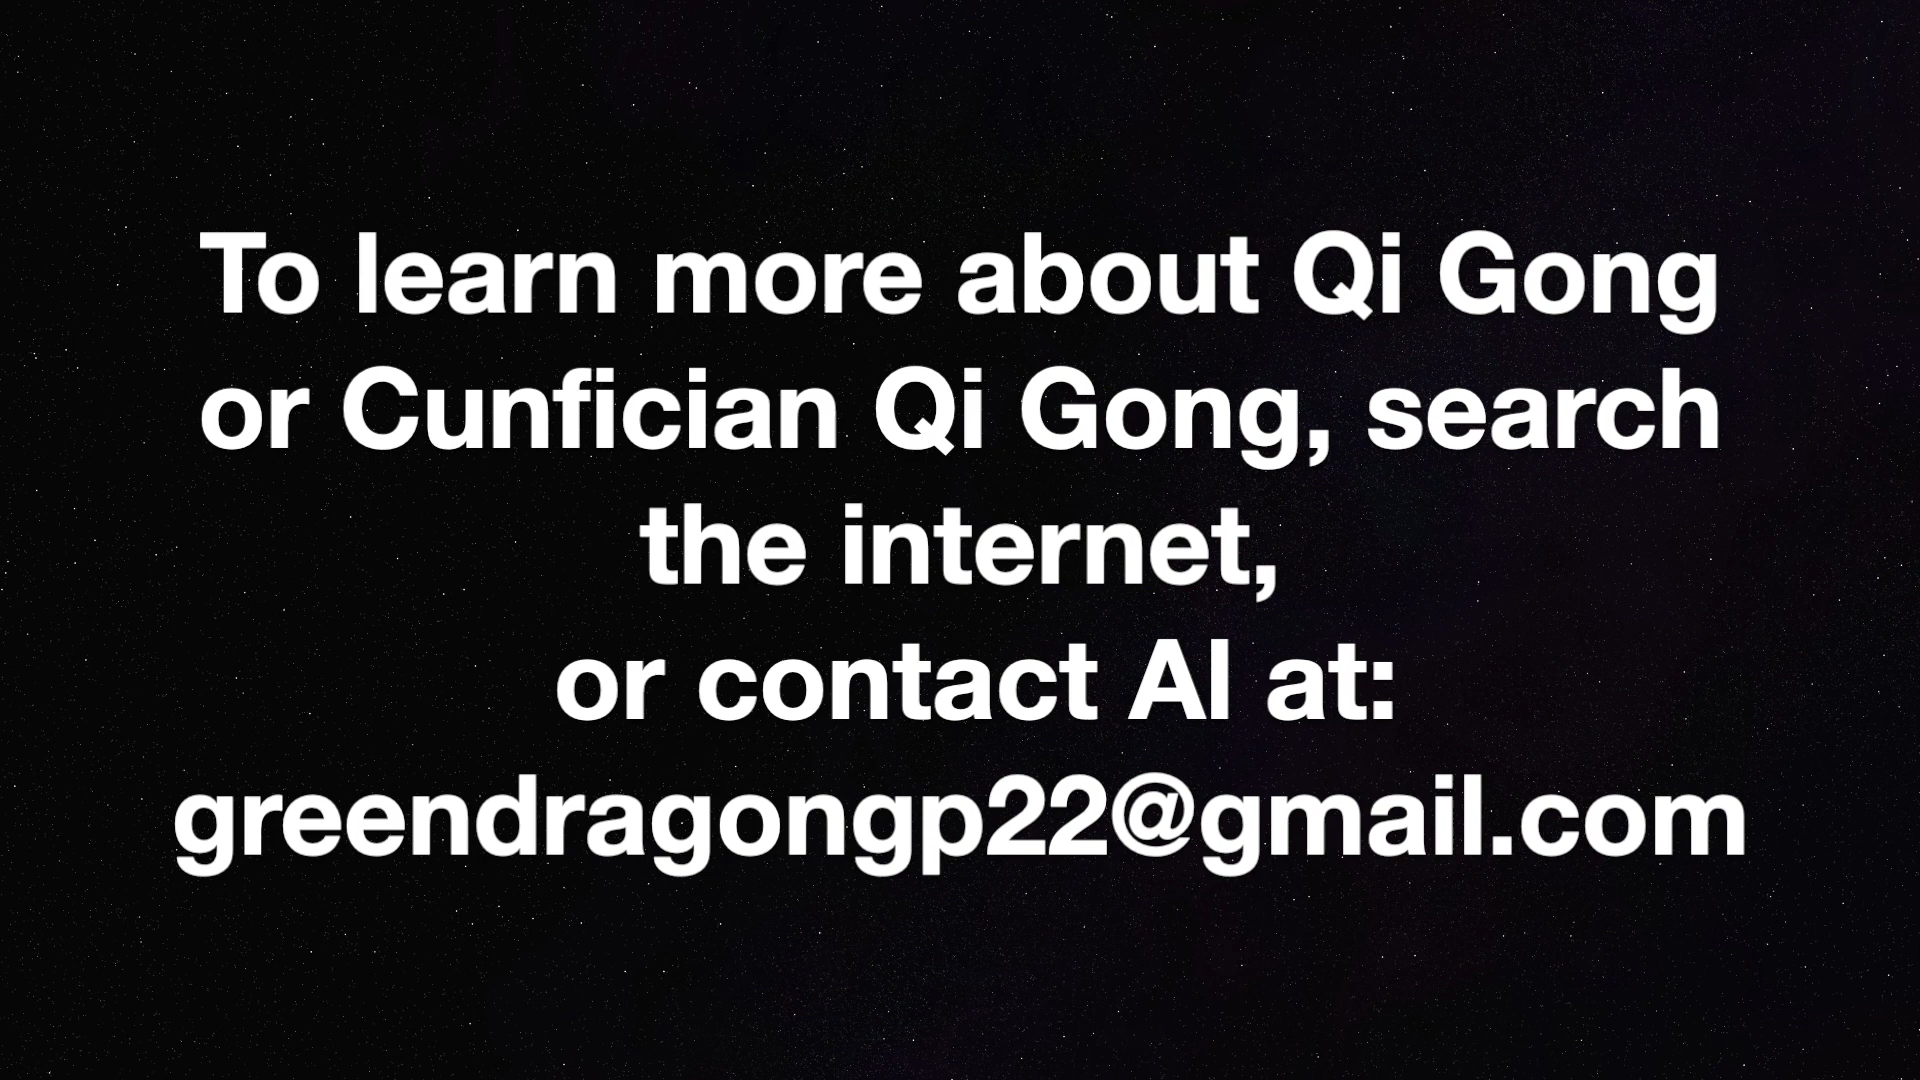 To learn more about Qi Gong
or Cunfician Qi Gong, search
the internet,
or contact Al at:
greendragongp22@gmail.com